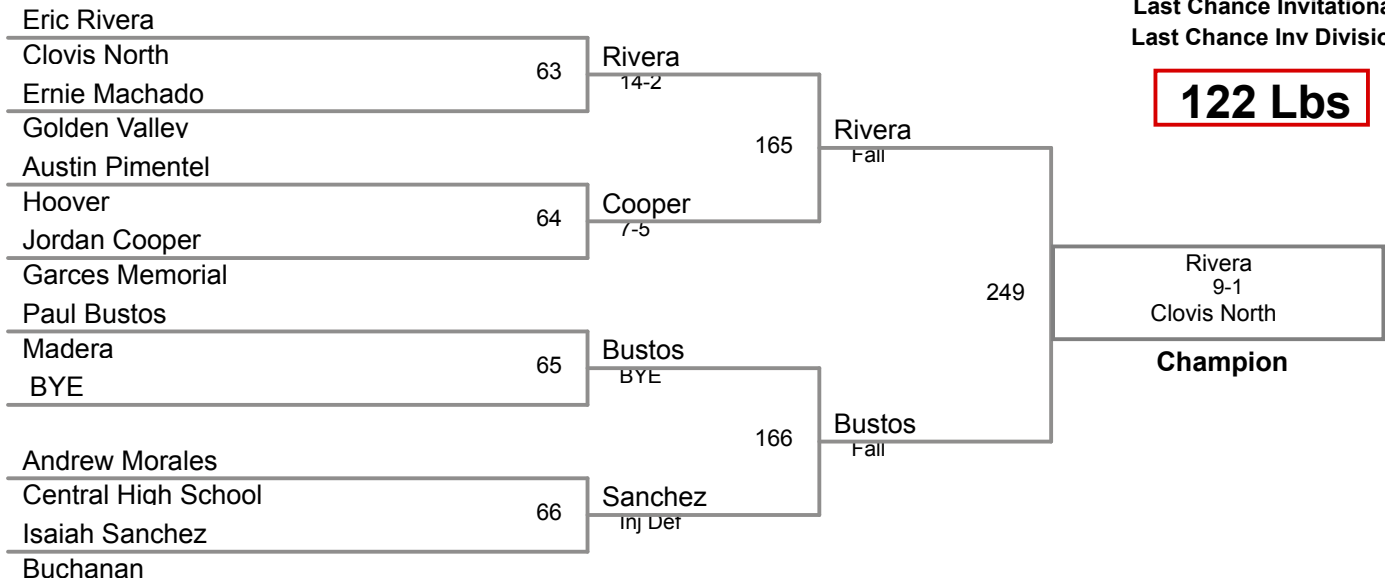 Last Chance Invitationa
Last Chance Inv Divisio
122 Lbs
Eric Rivera
Clovis North
63
Rivera
14-2
Ernie Machado
Golden Valley
165
Rivera
Fall
Austin Pimentel
Hoover
64
Cooper
7-5
Jordan Cooper
Garces Memorial
249
Rivera
9-1
Clovis North
Champion
Paul Bustos
Madera
65
Bustos
BYE
BYE
166
Bustos
Fall
Andrew Morales
Central High School
66
Sanchez
Inj Def
Isaiah Sanchez
Buchanan